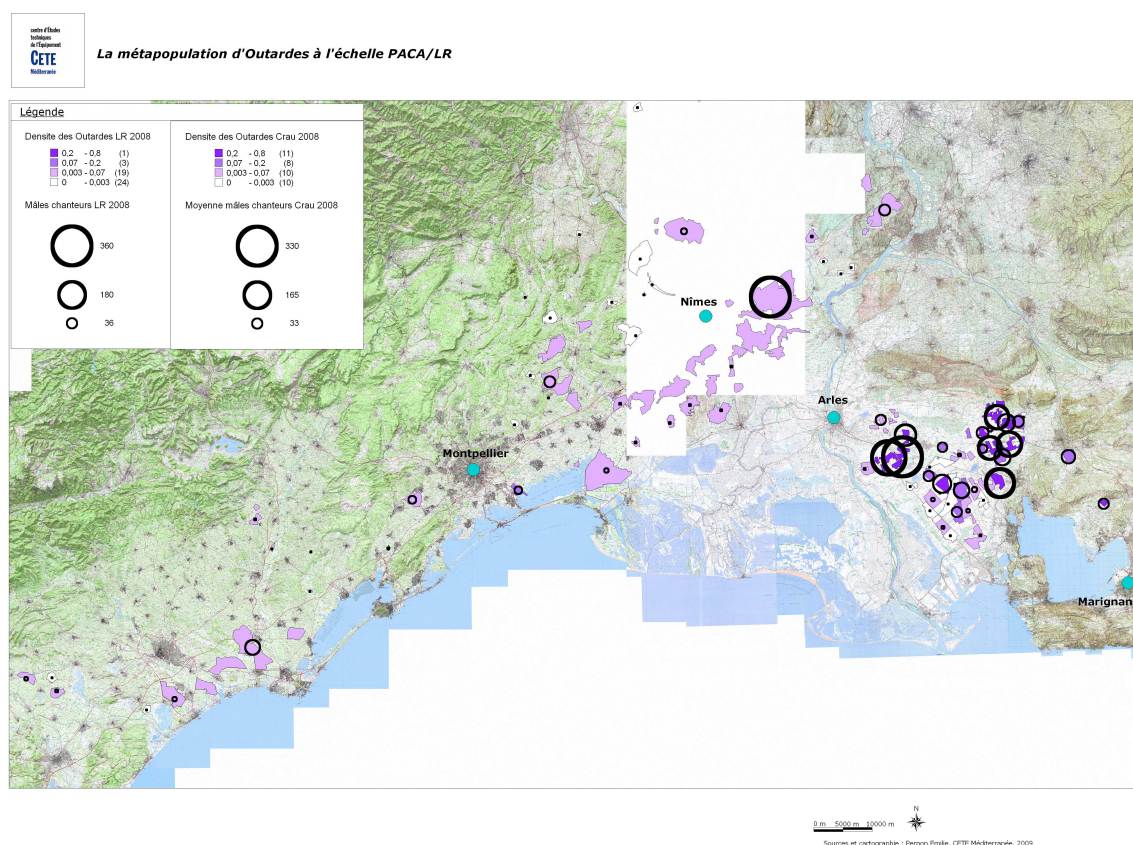 centre d'Études
techniques
de l'Équipement
CETE
Méditerranée
La métapopulation d'Outardes à l'échelle PACA/LR
Légende
Densite des Outardes LR 2008
0,2 - 0,8 (1)
0,07 - 0,2 (3)
0,003 - 0,07 (19)
0 - 0,003 (24)
Mâles chanteurs LR 2008
360
180
36
Densite des Outardes Crau 2008
0,2 - 0,8 (11)
0,07 - 0,2 (8)
0,003 - 0,07 (10)
0 - 0,003 (10)
Moyenne mâles chanteurs Crau 2008
330
165
33
Nîmes
Arles
Montpellier
Marignan
N
0 m 5000 m 10000 m
Sources et cartographie : Pernon Emilie, CETE Méditerranée, 2009